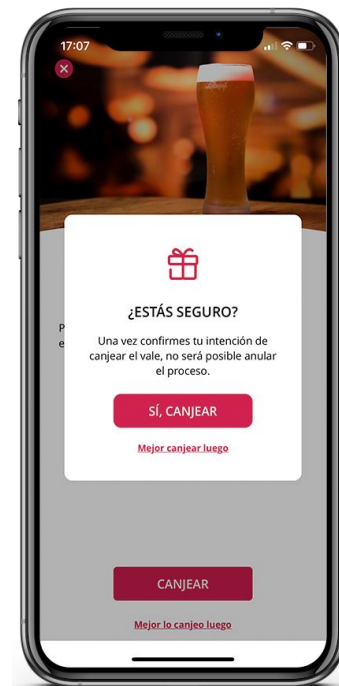 17:07
¿ESTÁS SEGURO?
Una vez confirmes tu intención de
canjear el vale, no será posible anular
el proceso.
SÍ, CANJEAR
Mejor canjear luego
CANJEAR
Mejor lo canjeo luego